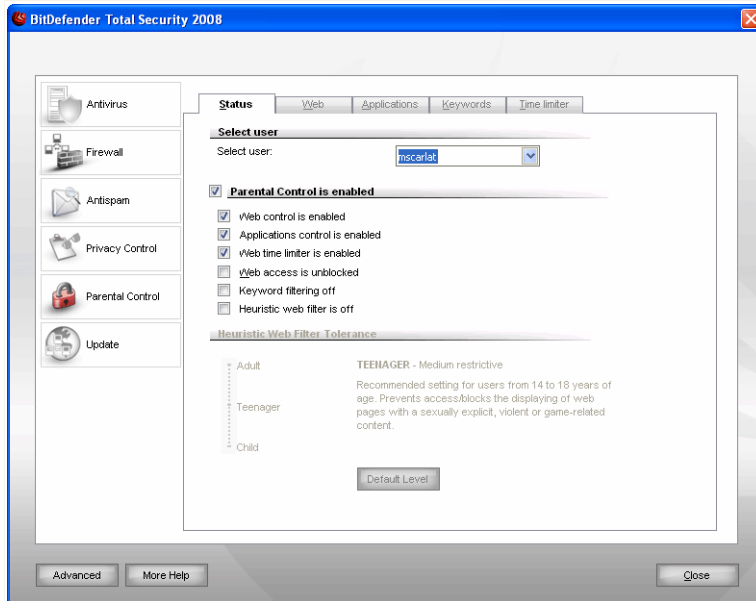 BitDefender Total Security 2008
Antivirus
Firewall
Antispam
Privacy Control
Parental Control
Update
Status Web Applications Keywords Time limiter
Select user
Select user: mscarlat
Parental Control is enabled
Web control is enabled
Applications control is enabled
Web time limiter is enabled
Web access is unblocked
Keyword filtering off
Heuristic web filter is off
Heuristic Web Filter Tolerance
Adult
Teenager
Child
TEENAGER - Medium restrictive
Recommended setting for users from 14 to 18 years of
age. Prevents access/blocks the displaying of web
pages with a sexually explicit, violent or game-related
content.
Default Level
Advanced More Help Close